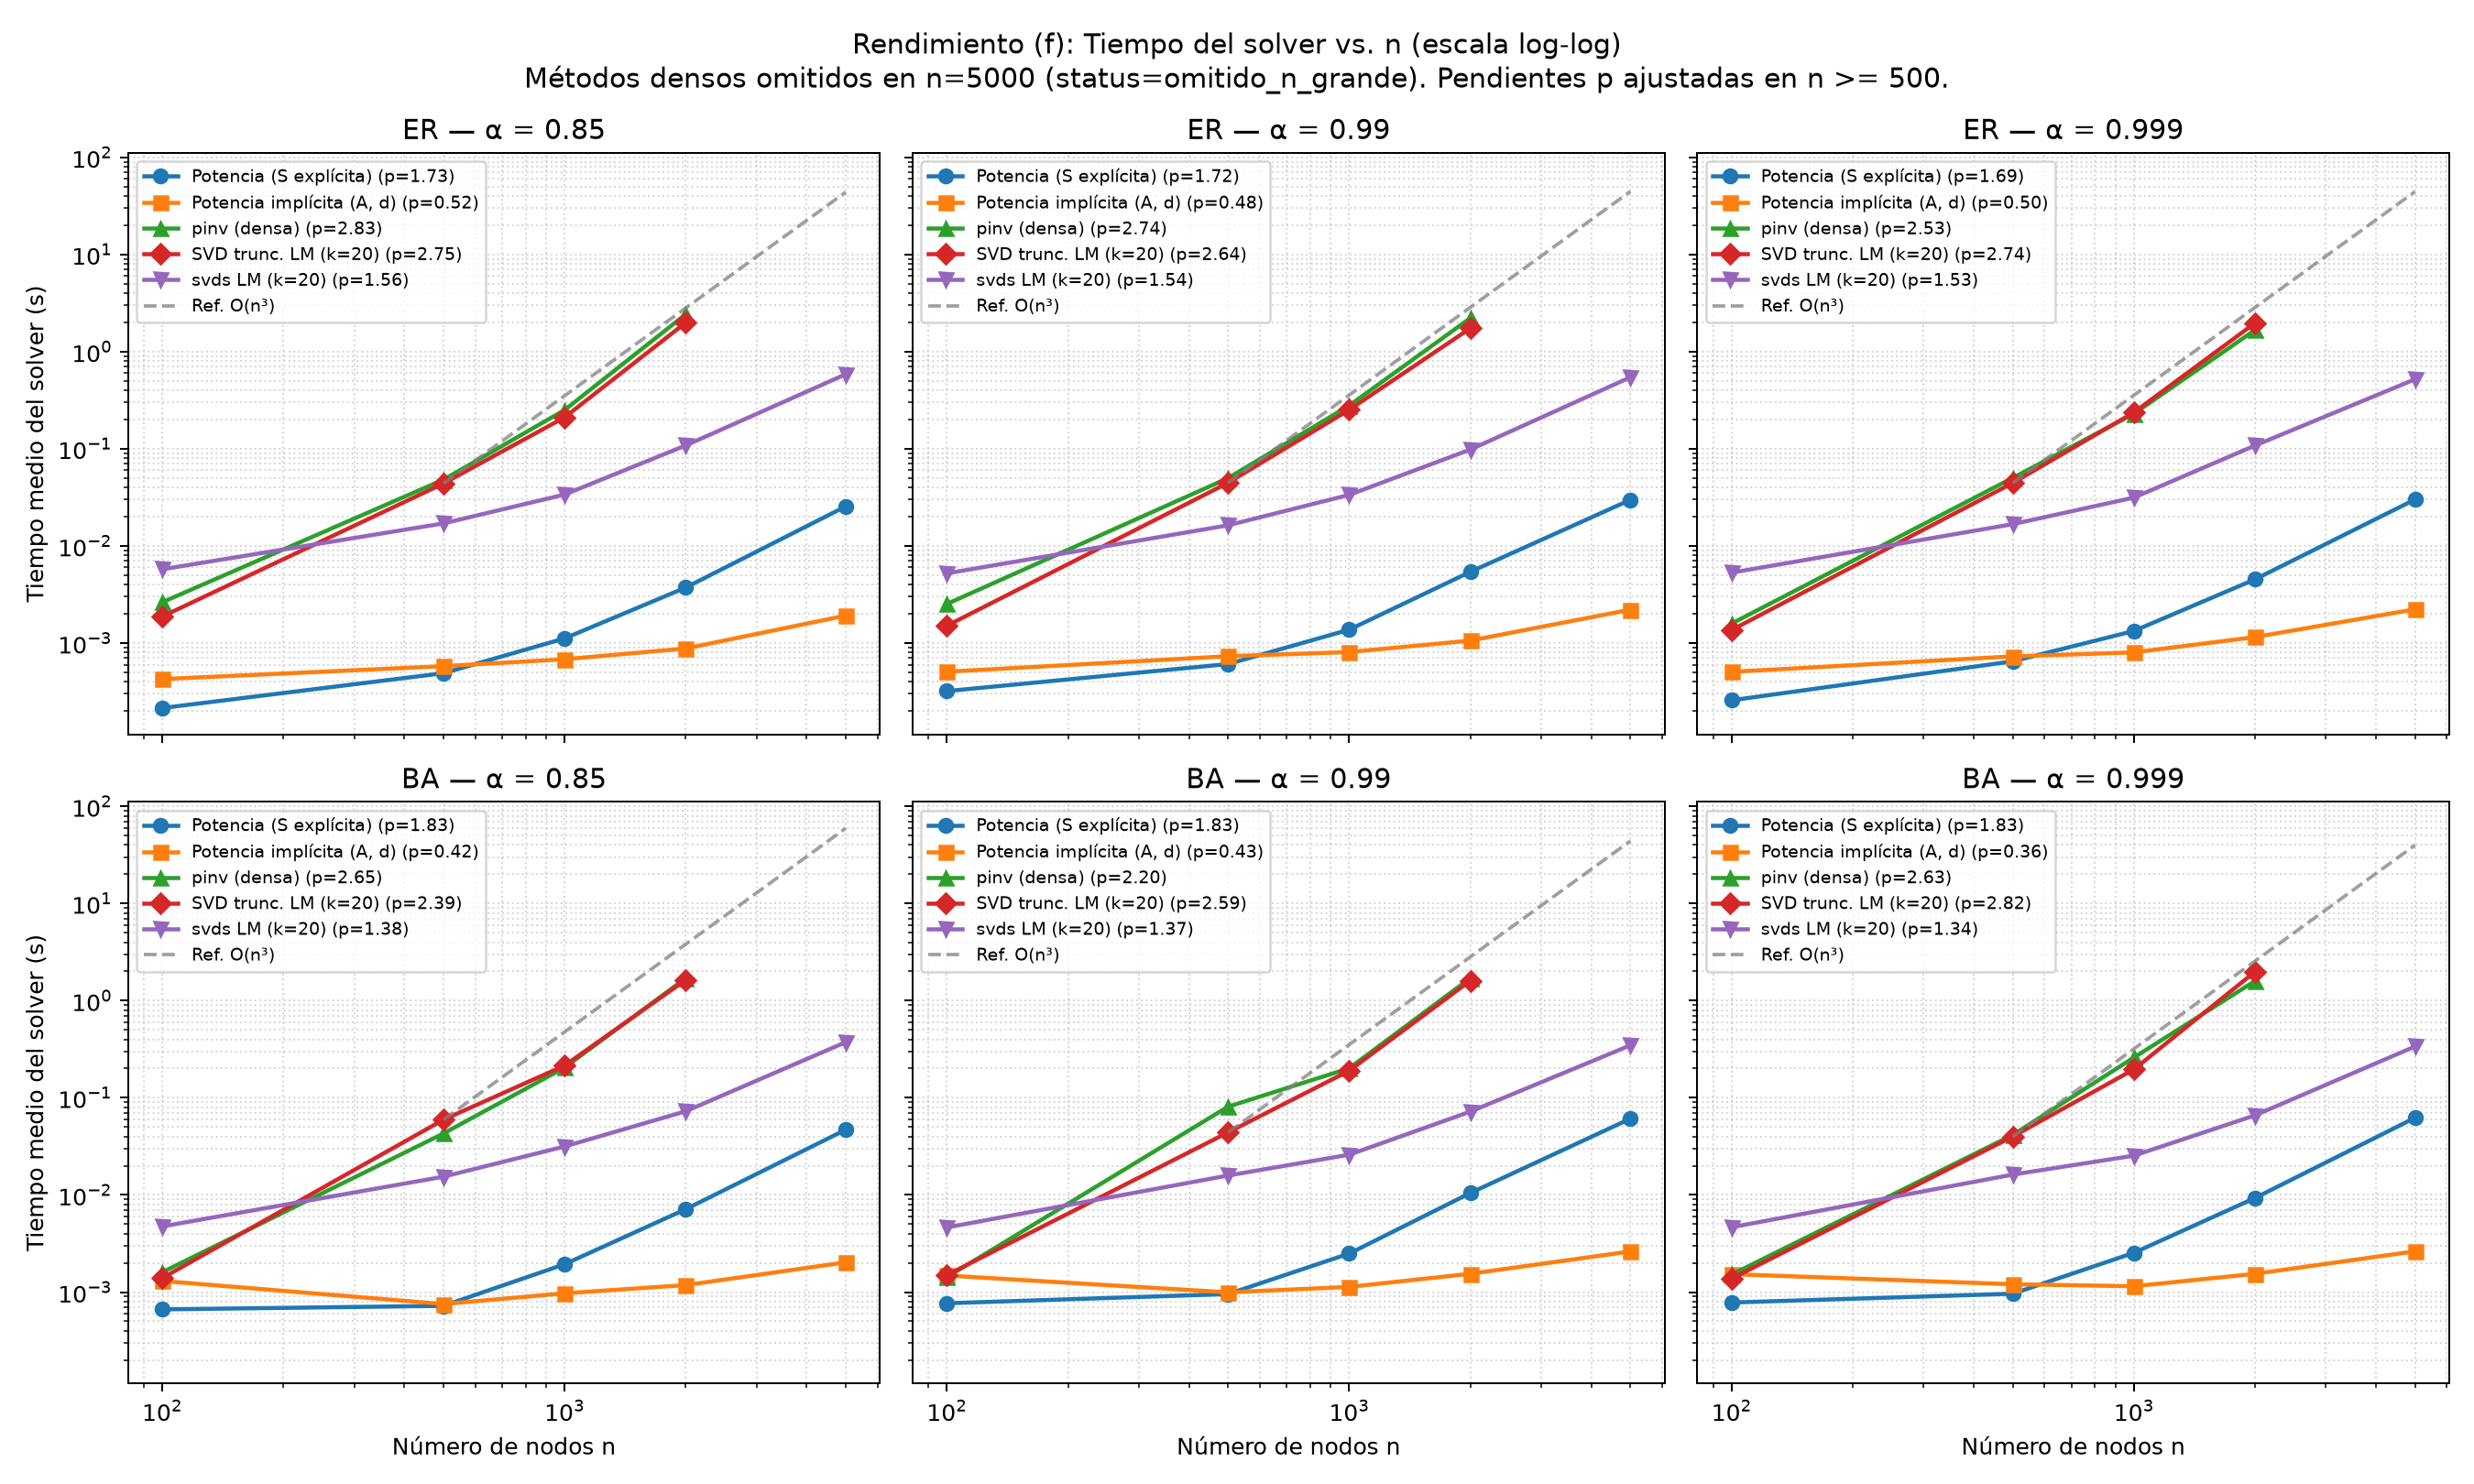 Rendimiento (f): Tiempo del solver vs. n (escala log-log)
Métodos densos omitidos en n=5000 (status=omitido_n_grande). Pendientes p ajustadas en n >= 500.
ER — α = 0.85
Potencia (S explícita) (p=1.73)
Potencia implícita (A, d) (p=0.52)
pinv (densa) (p=2.83)
SVD trunc. LM (k=20) (p=2.75)
svds LM (k=20) (p=1.56)
Ref. O(n³)
10²
10¹
10⁰
10⁻¹
10⁻²
10⁻³
Tiempo medio del solver (s)
ER — α = 0.99
Potencia (S explícita) (p=1.72)
Potencia implícita (A, d) (p=0.48)
pinv (densa) (p=2.74)
SVD trunc. LM (k=20) (p=2.64)
svds LM (k=20) (p=1.54)
Ref. O(n³)
ER — α = 0.999
Potencia (S explícita) (p=1.69)
Potencia implícita (A, d) (p=0.50)
pinv (densa) (p=2.53)
SVD trunc. LM (k=20) (p=2.74)
svds LM (k=20) (p=1.53)
Ref. O(n³)
BA — α = 0.85
Potencia (S explícita) (p=1.83)
Potencia implícita (A, d) (p=0.42)
pinv (densa) (p=2.65)
SVD trunc. LM (k=20) (p=2.39)
svds LM (k=20) (p=1.38)
Ref. O(n³)
10²
10¹
10⁰
10⁻¹
10⁻²
10⁻³
Tiempo medio del solver (s)
10²
10³
Número de nodos n
BA — α = 0.99
Potencia (S explícita) (p=1.83)
Potencia implícita (A, d) (p=0.43)
pinv (densa) (p=2.20)
SVD trunc. LM (k=20) (p=2.59)
svds LM (k=20) (p=1.37)
Ref. O(n³)
10²
10³
Número de nodos n
BA — α = 0.999
Potencia (S explícita) (p=1.83)
Potencia implícita (A, d) (p=0.36)
pinv (densa) (p=2.63)
SVD trunc. LM (k=20) (p=2.82)
svds LM (k=20) (p=1.34)
Ref. O(n³)
10²
10³
Número de nodos n